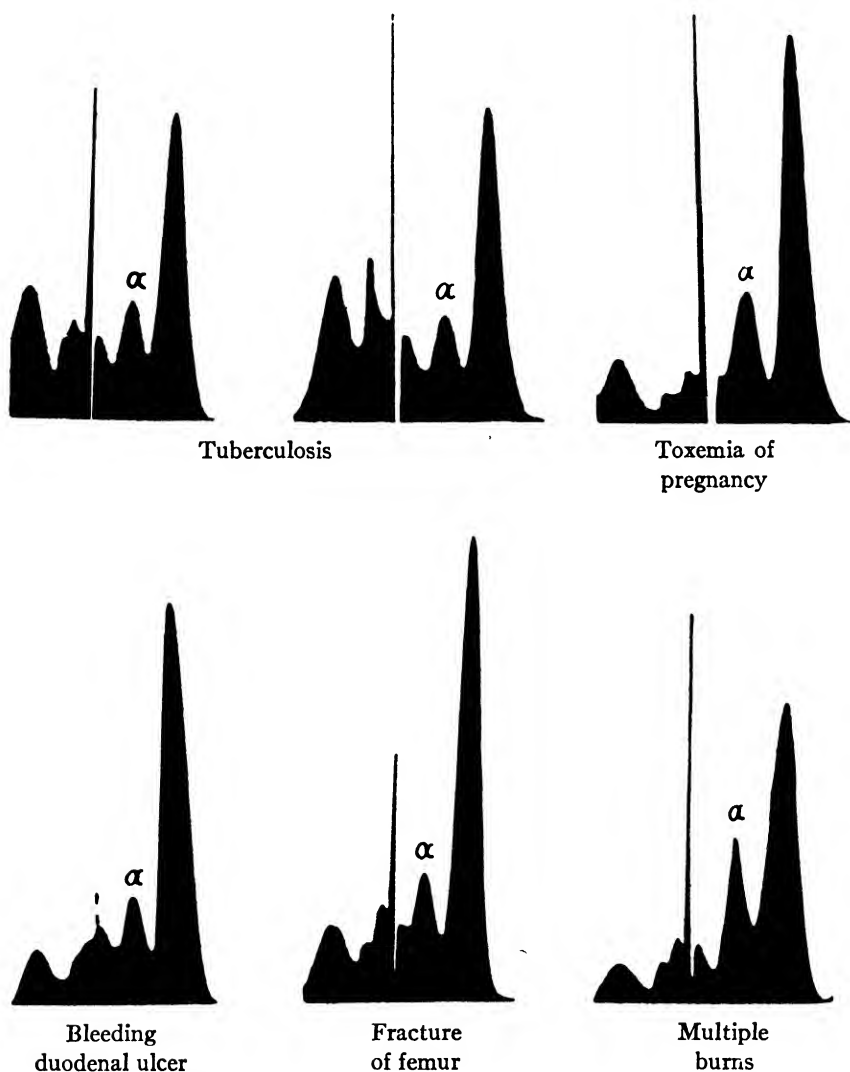 α
α
α
Tuberculosis
Toxemia of
pregnancy
α
α
α
Bleeding
duodenal ulcer
Fracture
of femur
Multiple
burns